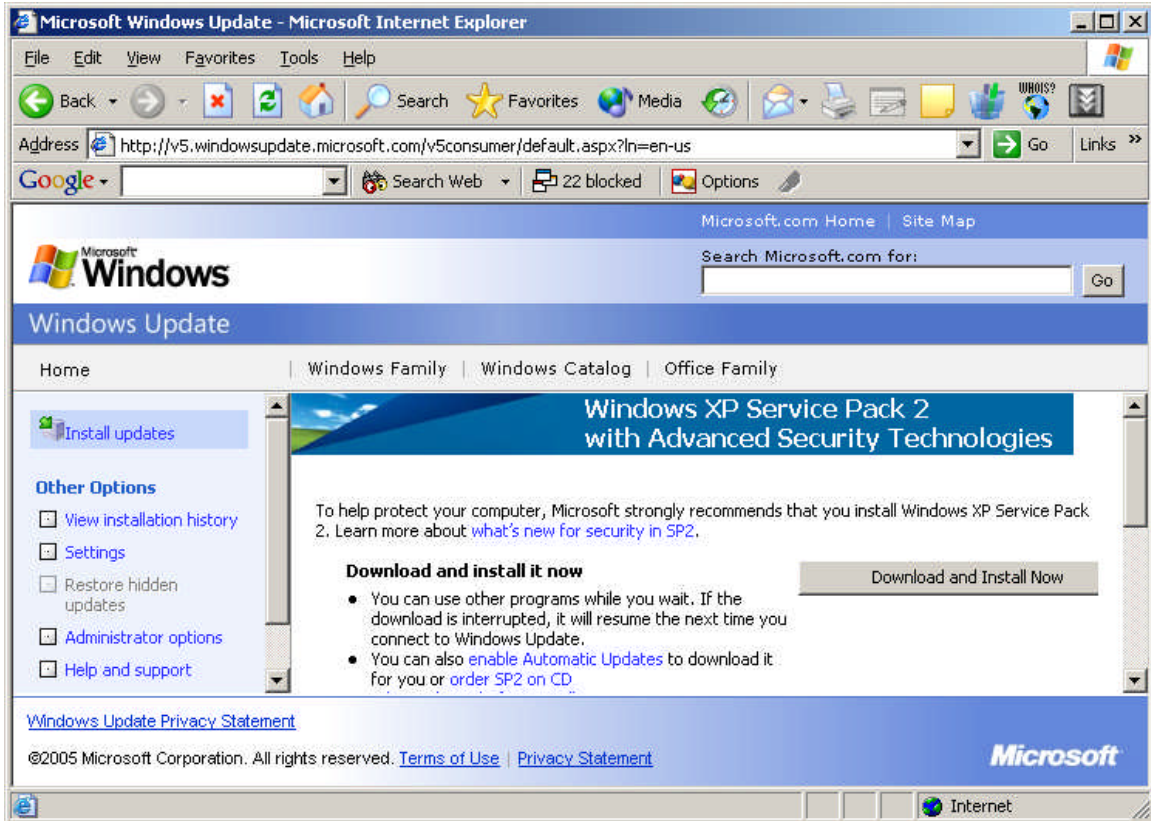 Microsoft Windows Update - Microsoft Internet Explorer
File Edit View Favorites Tools Help
Back Search Favorites Media WHOIS?
Address http://v5.windowsupdate.microsoft.com/v5consumer/default.aspx?ln=en-us Go Links »
Google Search Web 22 blocked Options
Microsoft.com Home | Site Map
Microsoft
Windows
Search Microsoft.com for:
Go
Windows Update
Home | Windows Family | Windows Catalog | Office Family
Install updates
Other Options
View installation history
Settings
Restore hidden
updates
Administrator options
Help and support
Windows XP Service Pack 2
with Advanced Security Technologies
To help protect your computer, Microsoft strongly recommends that you install Windows XP Service Pack
2. Learn more about what's new for security in SP2.
Download and install it now
Download and Install Now
● You can use other programs while you wait. If the
download is interrupted, it will resume the next time you
connect to Windows Update.
● You can also enable Automatic Updates to download it
for you or order SP2 on CD
Windows Update Privacy Statement
©2005 Microsoft Corporation. All rights reserved. Terms of Use | Privacy Statement
Microsoft
Internet